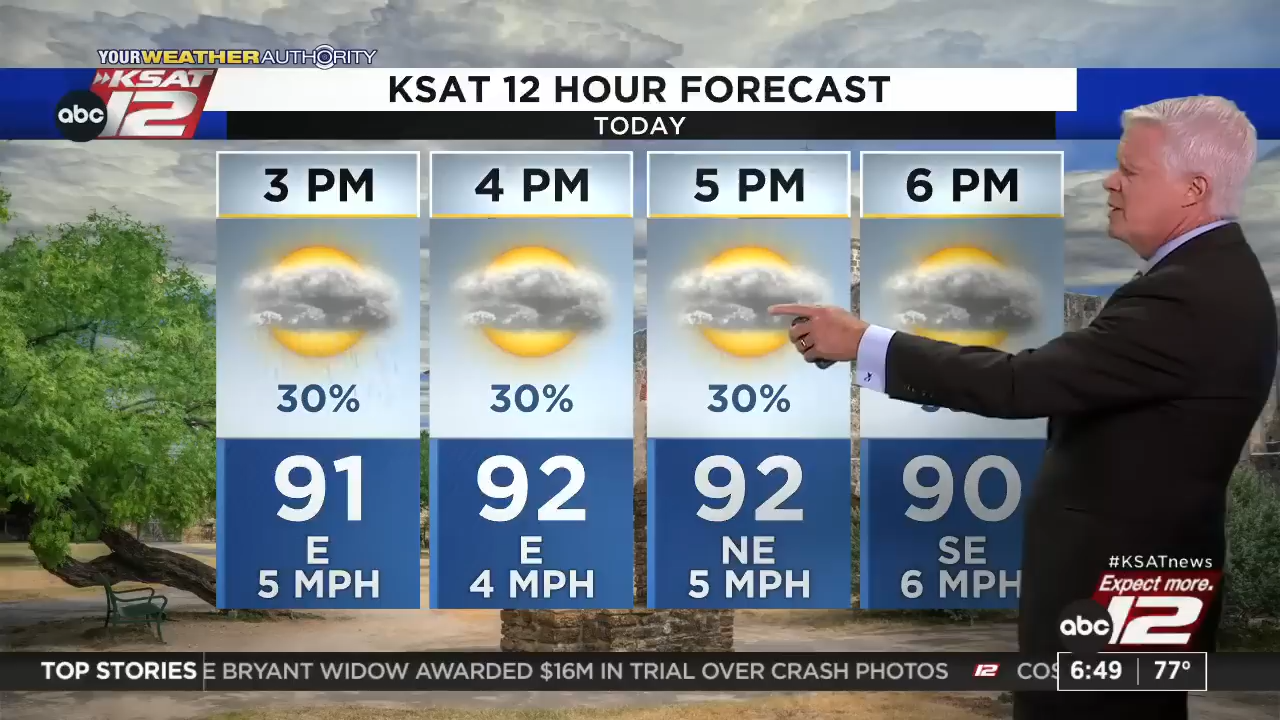 YOURWEATHERAUTHORITY
KSAT
abc 12
KSAT 12 HOUR FORECAST
TODAY
3 PM
30%
91
E
5 MPH
4 PM
30%
92
E
4 MPH
5 PM
30%
92
NE
5 MPH
6 PM
90
SE
6 MPH
#KSATnews
Expect more.
abc 12
TOP STORIES
E BRYANT WIDOW AWARDED $16M IN TRIAL OVER CRASH PHOTOS 12 COS
6:49 77°